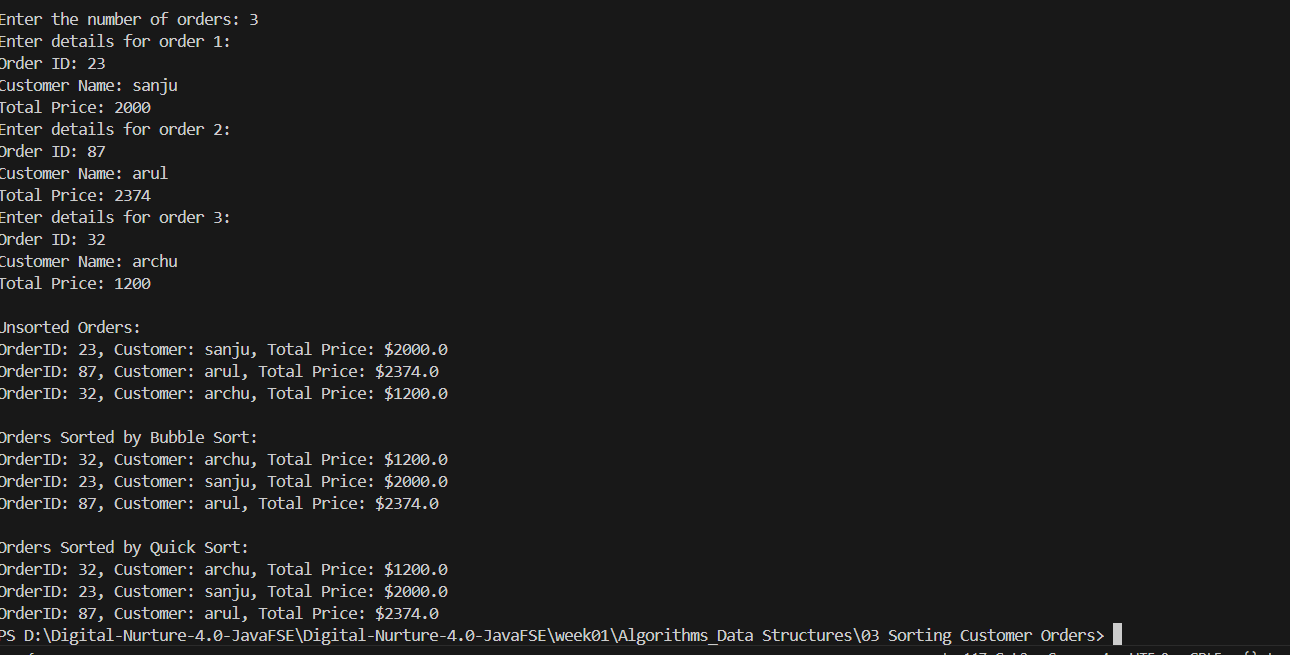 Enter the number of orders: 3
Enter details for order 1:
Order ID: 23
Customer Name: sanju
Total Price: 2000
Enter details for order 2:
Order ID: 87
Customer Name: arul
Total Price: 2374
Enter details for order 3:
Order ID: 32
Customer Name: archu
Total Price: 1200
Unsorted Orders:
OrderID: 23, Customer: sanju, Total Price: $2000.0
OrderID: 87, Customer: arul, Total Price: $2374.0
OrderID: 32, Customer: archu, Total Price: $1200.0
Orders Sorted by Bubble Sort:
OrderID: 32, Customer: archu, Total Price: $1200.0
OrderID: 23, Customer: sanju, Total Price: $2000.0
OrderID: 87, Customer: arul, Total Price: $2374.0
Orders Sorted by Quick Sort:
OrderID: 32, Customer: archu, Total Price: $1200.0
OrderID: 23, Customer: sanju, Total Price: $2000.0
OrderID: 87, Customer: arul, Total Price: $2374.0
PS D:\Digital-Nurture-4.0-JavaFSE\Digital-Nurture-4.0-JavaFSE\week01\Algorithms_Data Structures\03 Sorting Customer Orders>